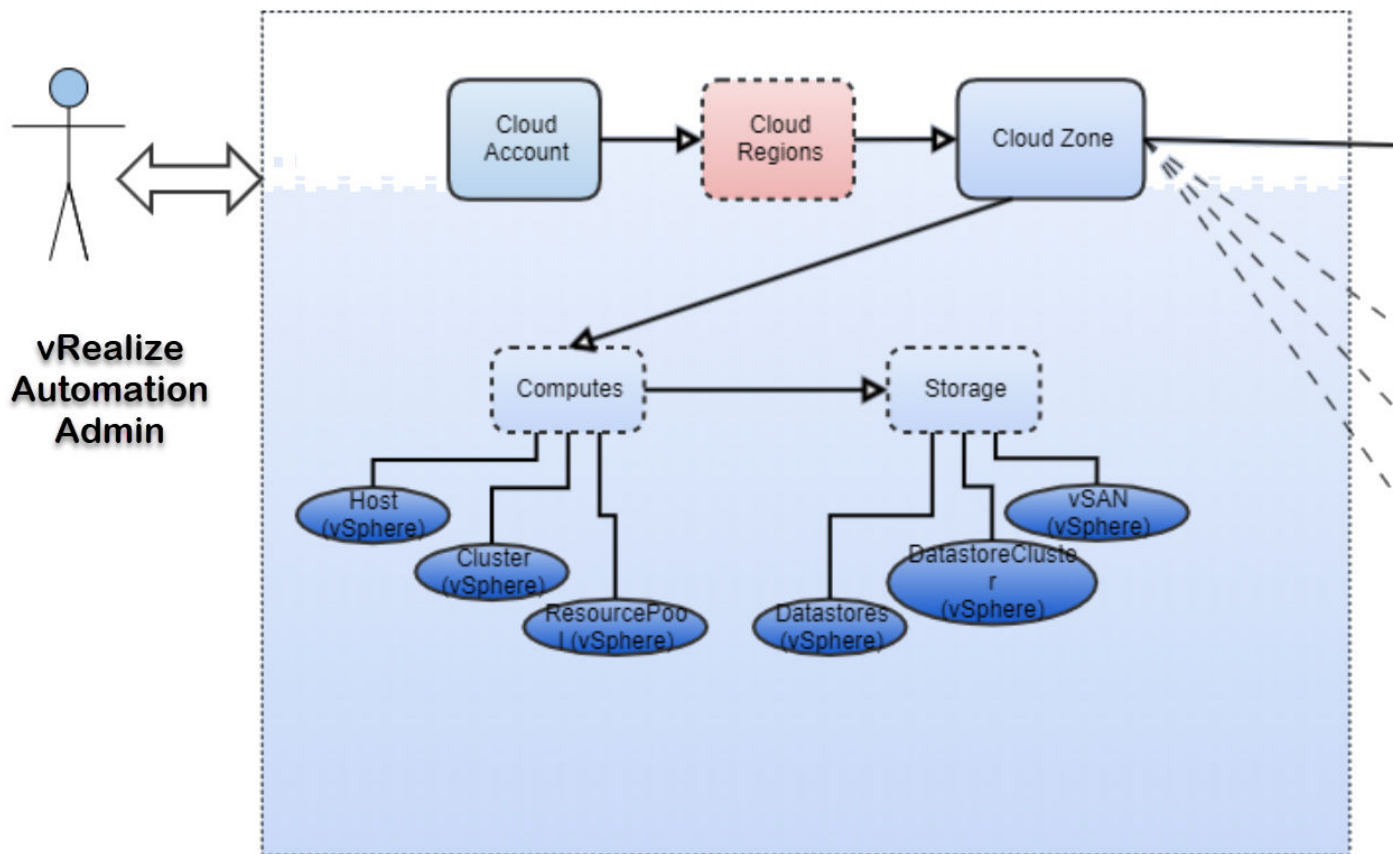 Cloud
Account
Cloud
Regions
Cloud Zone
vRealize
Automation
Admin
Computes
Storage
Host
(vSphere)
Cluster
(vSphere)
ResourcePoo
l (vSphere)
Datastores
(vSphere)
DatastoreCluste
r
(vSphere)
vSAN
(vSphere)